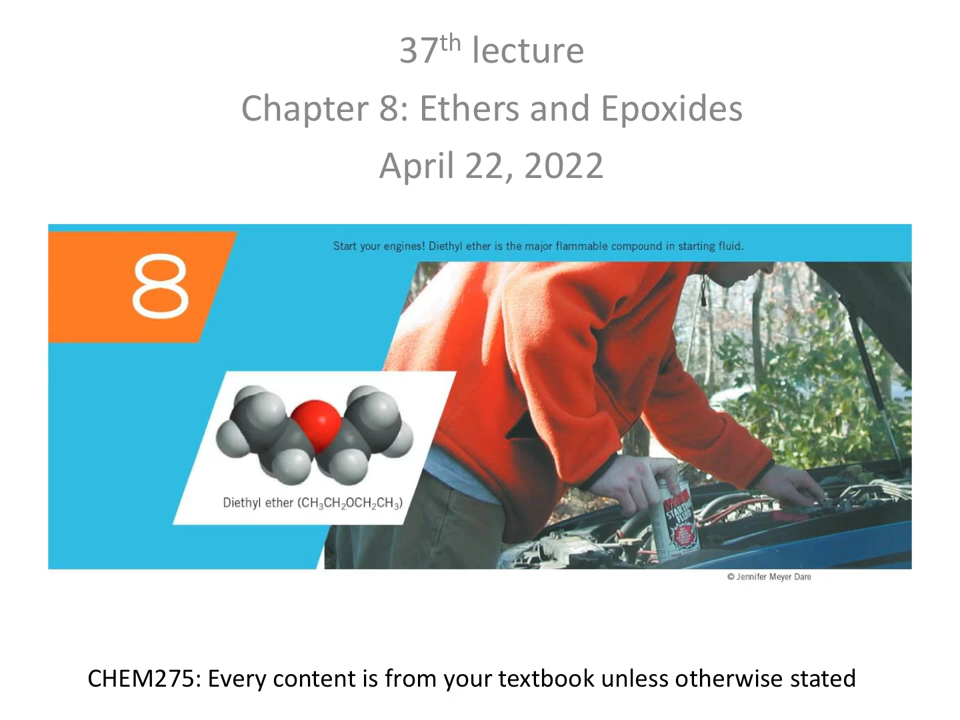 37th lecture
Chapter 8: Ethers and Epoxides
April 22, 2022
Start your engines! Diethyl ether is the major flammable compound in starting fluid.
8
Diethyl ether (CH₃CH₂OCH₂CH₃)
STARTING
FLUID
© Jennifer Meyer Dare
CHEM275: Every content is from your textbook unless otherwise stated